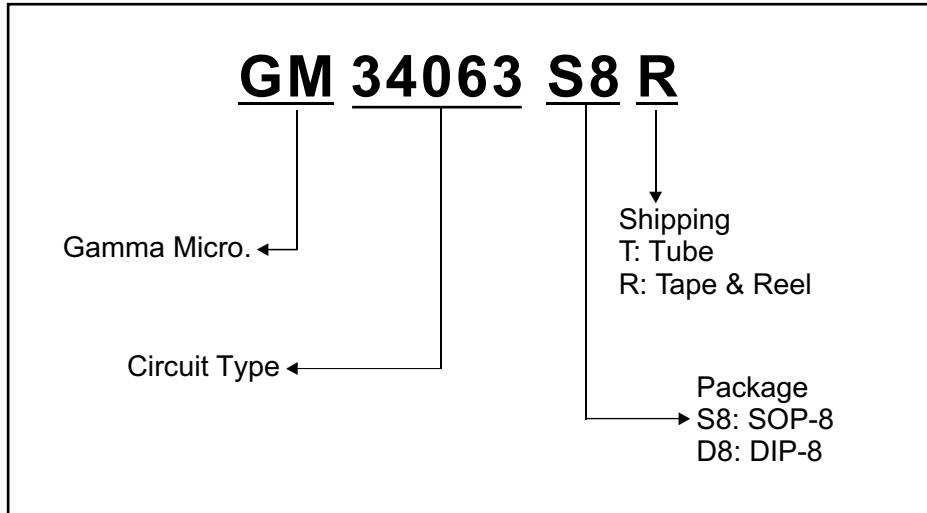 GM 34063 S8 R
Shipping
T: Tube
R: Tape & Reel
Gamma Micro.
Circuit Type
Package
S8: SOP-8
D8: DIP-8